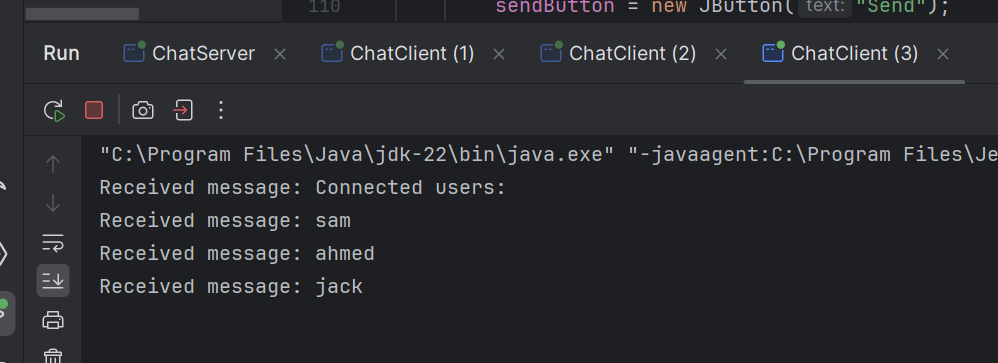 110 sendButton = new JButton( text: "Send");
Run ChatServer ChatClient (1) ChatClient (2) ChatClient (3)
"C:\Program Files\Java\jdk-22\bin\java.exe" "-javaagent:C:\Program Files\Je
Received message: Connected users:
Received message: sam
Received message: ahmed
Received message: jack